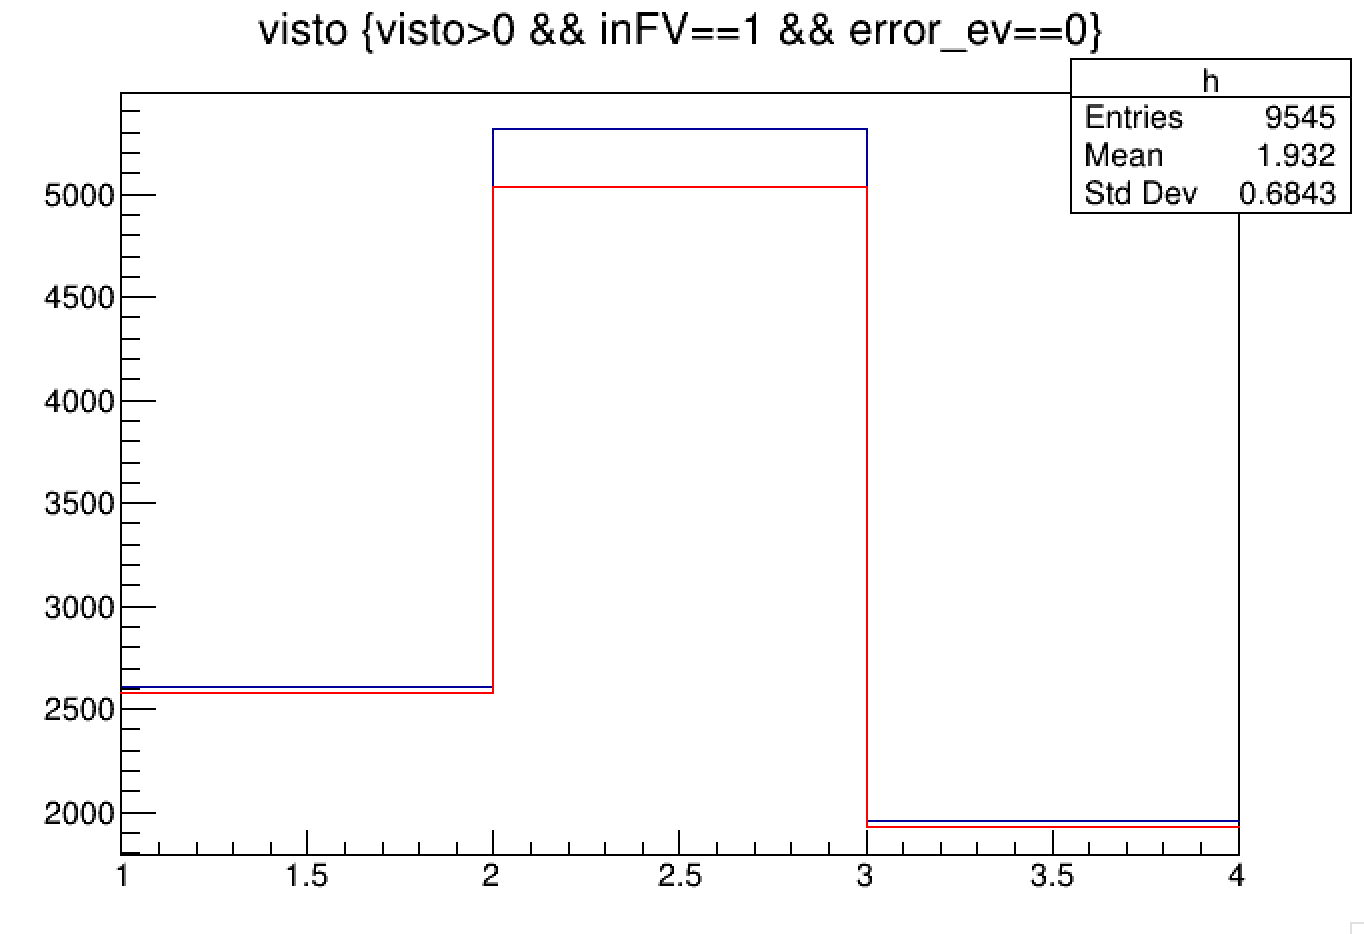 visto {visto>0 && inFV==1 && error_ev==0}
h
Entries 9545
Mean 1.932
Std Dev 0.6843
5000
4500
4000
3500
3000
2500
2000
1 1.5 2 2.5 3 3.5 4